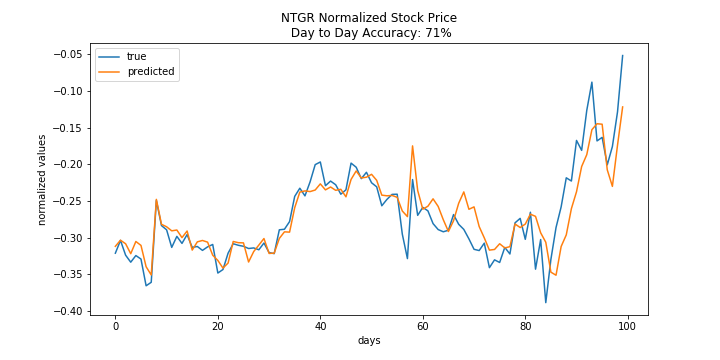 NTGR Normalized Stock Price
Day to Day Accuracy: 71%
true
predicted
normalized values
−0.05
−0.10
−0.15
−0.20
−0.25
−0.30
−0.35
−0.40
0
20
40
60
80
100
days